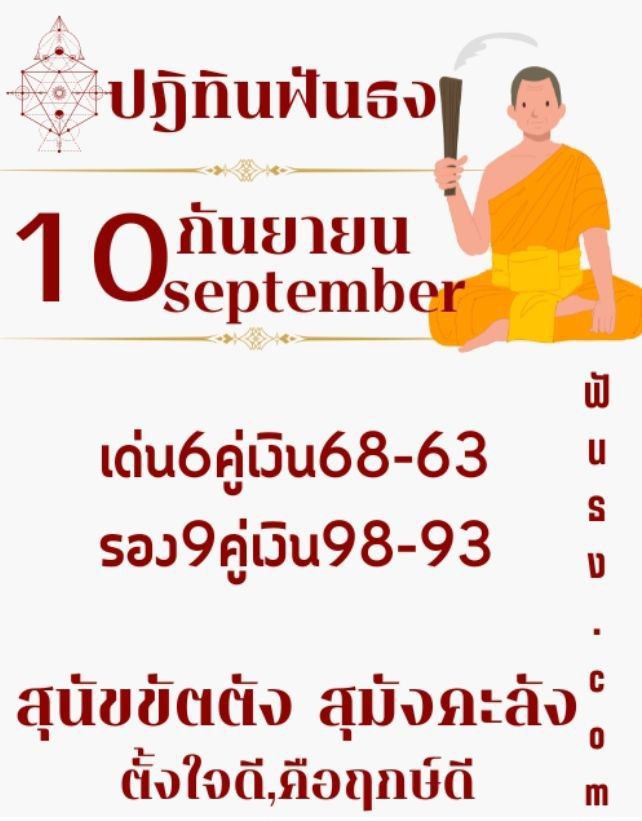 ปฏิทินฟันธง
10 กันยายน
september
เด่น6คู่เงิน68-63
รอง9คู่เงิน98-93
สุนัขขัตตัง สุมังคะลัง
ตั้งใจดี,คือฤกษ์ดี
ฟันธง.com